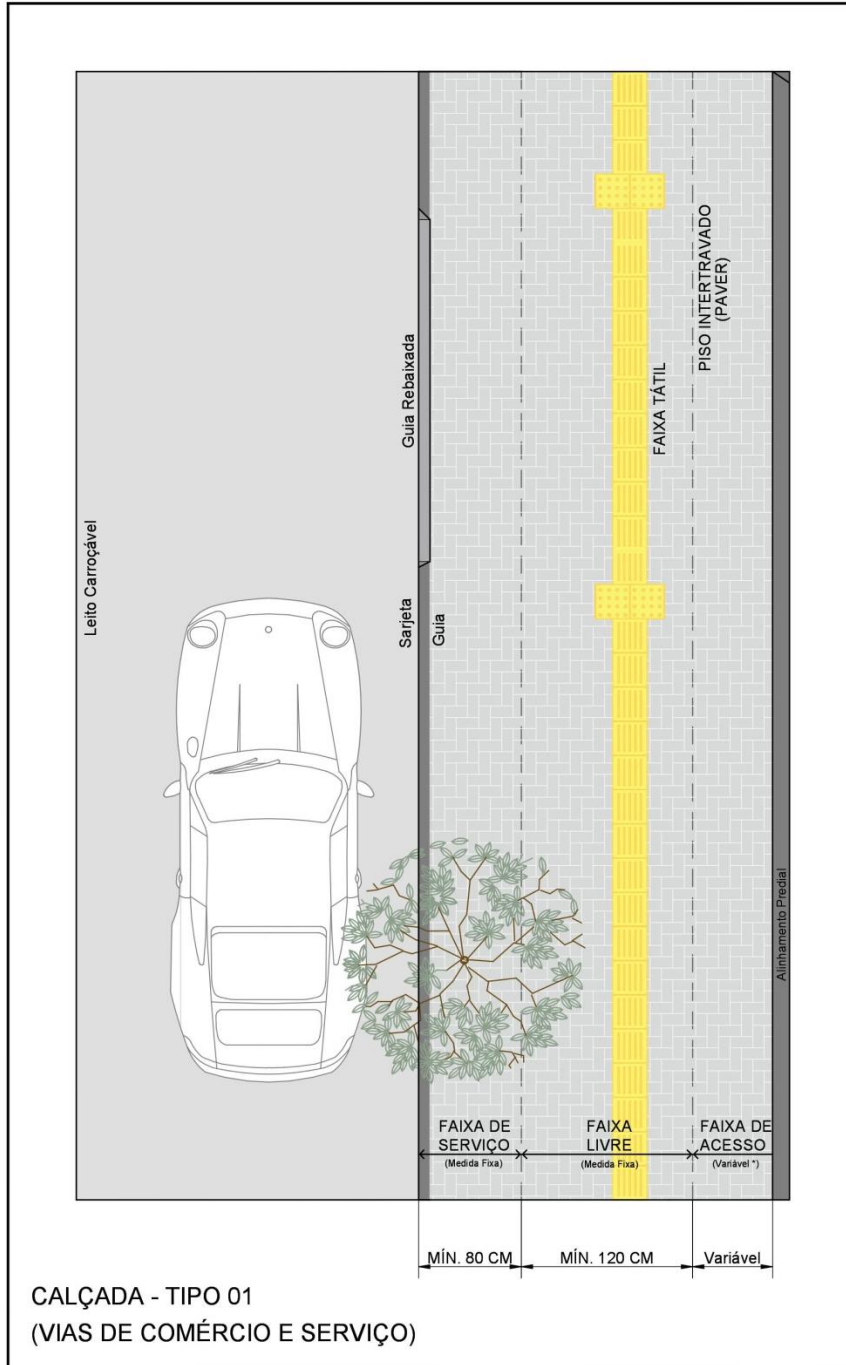 Leito Carroçável
Guia Rebaixada
Sarjeta
Guia
FAIXA TÁTIL
PISO INTERTRAVADO
(PAVER)
Alinhamento Predial
FAIXA DE
SERVIÇO
(Medida Fixa)
FAIXA
LIVRE
(Medida Fixa)
FAIXA DE
ACESSO
(Variável *)
MÍN. 80 CM
MÍN. 120 CM
Variável
CALÇADA - TIPO 01
(VIAS DE COMÉRCIO E SERVIÇO)